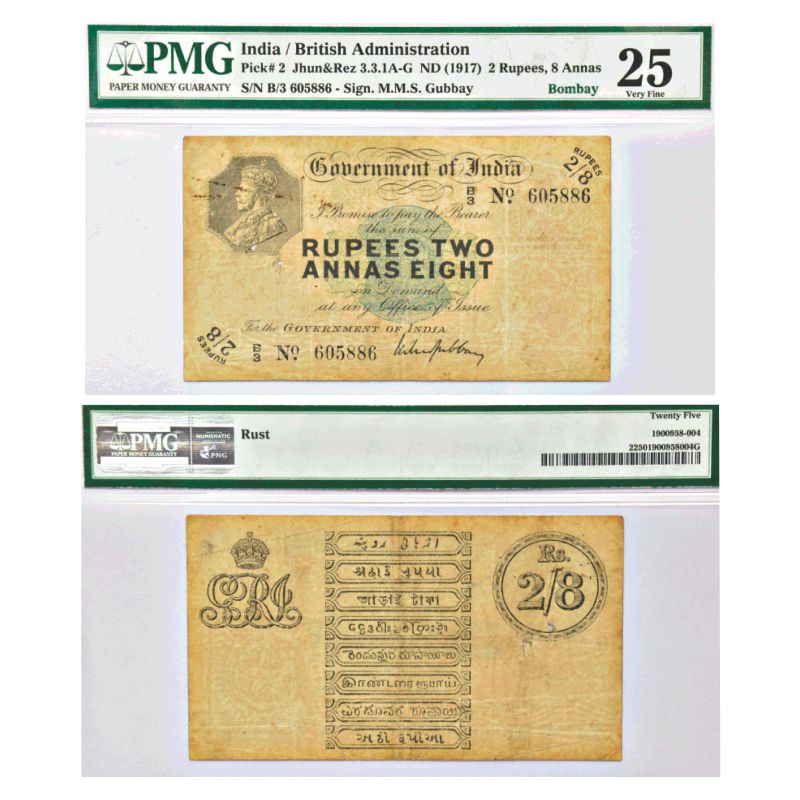 PMG
PAPER MONEY GUARANTY
India / British Administration
Pick# 2 Jhun&Rez 3.3.1A-G ND (1917) 2 Rupees, 8 Annas
S/N B/3 605886 - Sign. M.M.S. Gubbay
Bombay
25
Very Fine
Government of India
RUPEES 2/8
B/3 No 605886
I Promise to pay the Bearer
the sum of
RUPEES TWO
ANNAS EIGHT
on Demand
at any Office of Issue
For the GOVERNMENT OF INDIA
RUPEES 2/8
B/3 No 605886
PMG
PAPER MONEY GUARANTY
NUMISMATIC
PNG
Rust
Twenty Five
1900958-004
22501900958004G
GRI
Rs.
2/8
আড়াই টাকা
இரண்டரை ரூபாய
અઢી રુપીઆ